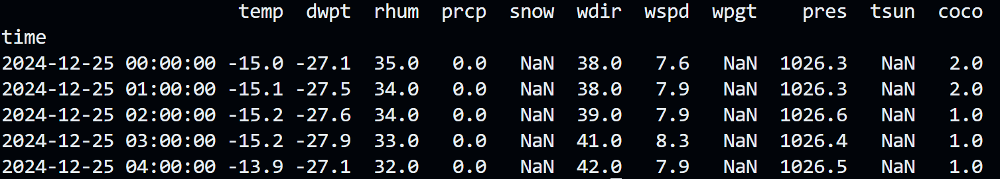 temp dwpt rhum prcp snow wdir wspd wpgt pres tsun coco
time
2024-12-25 00:00:00 -15.0 -27.1 35.0 0.0 NaN 38.0 7.6 NaN 1026.3 NaN 2.0
2024-12-25 01:00:00 -15.1 -27.5 34.0 0.0 NaN 38.0 7.9 NaN 1026.3 NaN 2.0
2024-12-25 02:00:00 -15.2 -27.6 34.0 0.0 NaN 39.0 7.9 NaN 1026.6 NaN 1.0
2024-12-25 03:00:00 -15.2 -27.9 33.0 0.0 NaN 41.0 8.3 NaN 1026.4 NaN 1.0
2024-12-25 04:00:00 -13.9 -27.1 32.0 0.0 NaN 42.0 7.9 NaN 1026.5 NaN 1.0